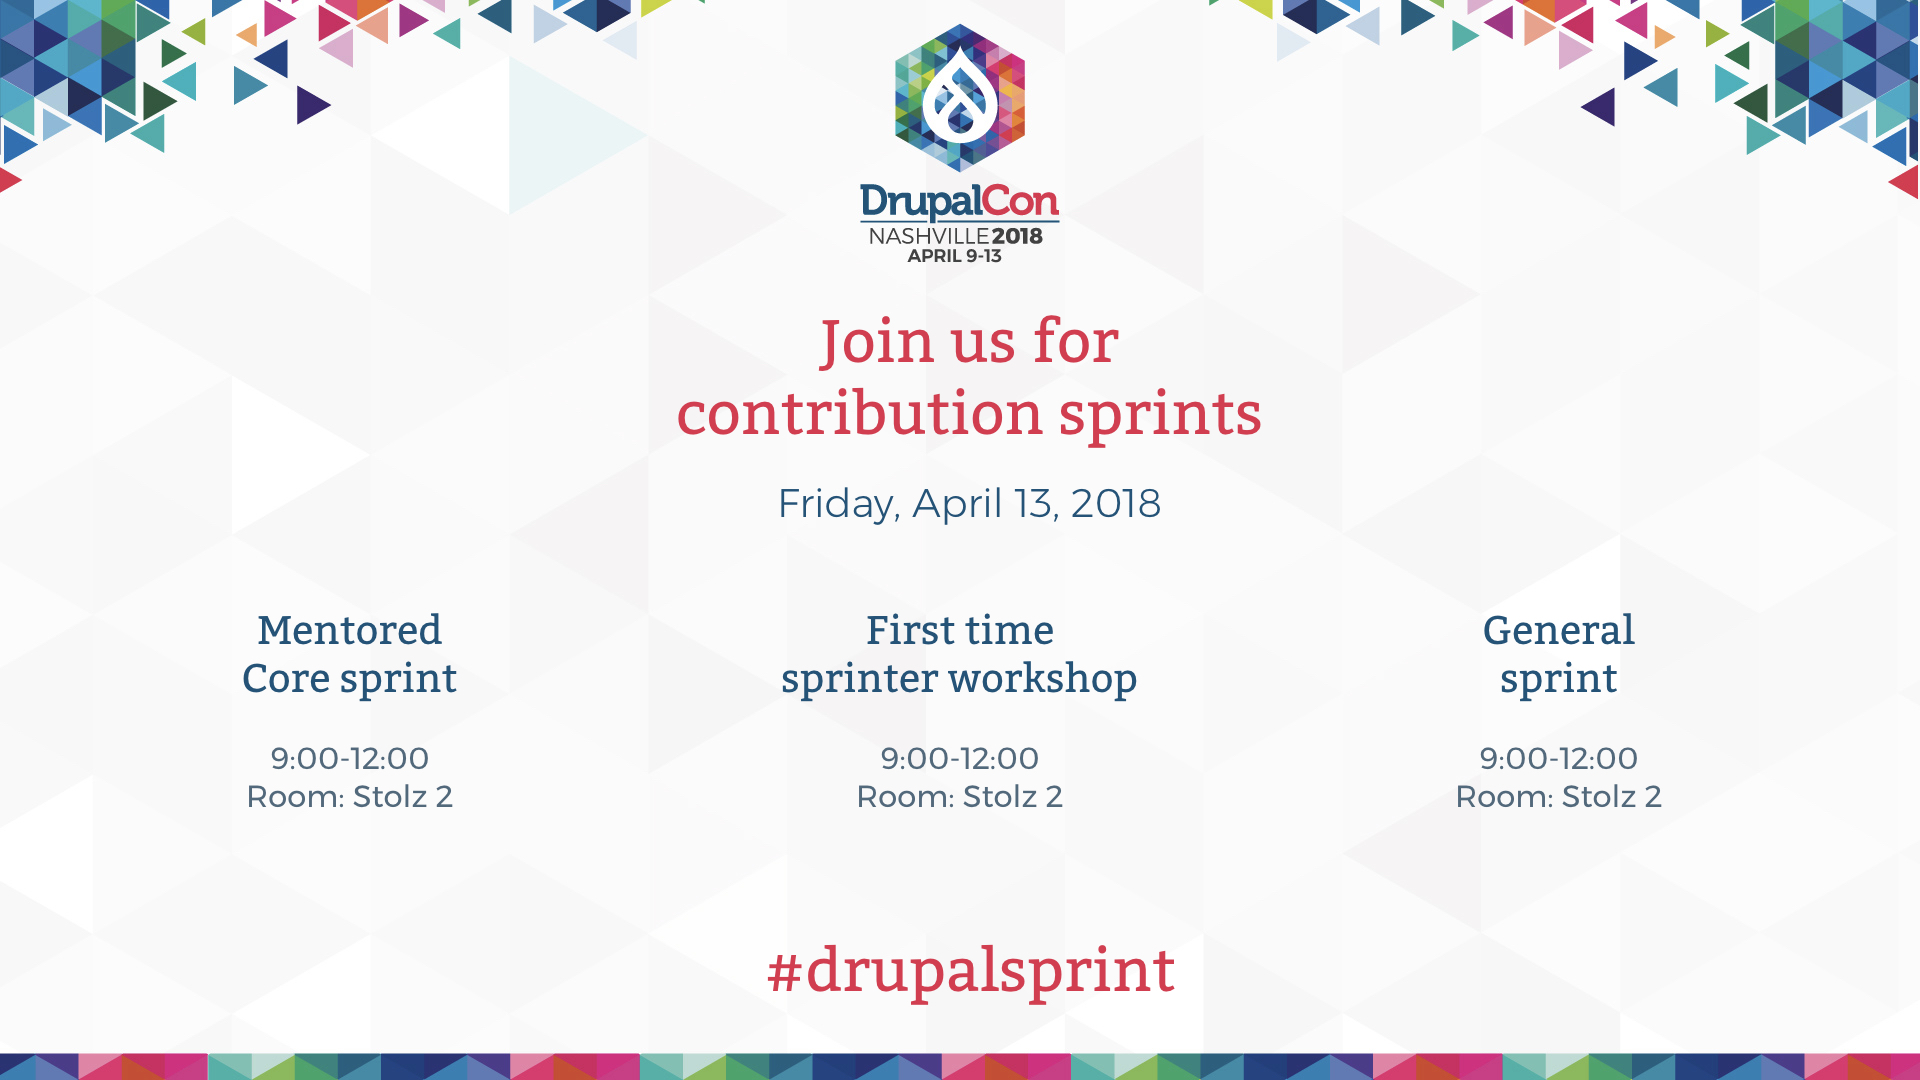 DrupalCon
NASHVILLE 2018
APRIL 9-13
Join us for
contribution sprints
Friday, April 13, 2018
Mentored
Core sprint
9:00-12:00
Room: Stolz 2
First time
sprinter workshop
9:00-12:00
Room: Stolz 2
General
sprint
9:00-12:00
Room: Stolz 2
#drupalsprint